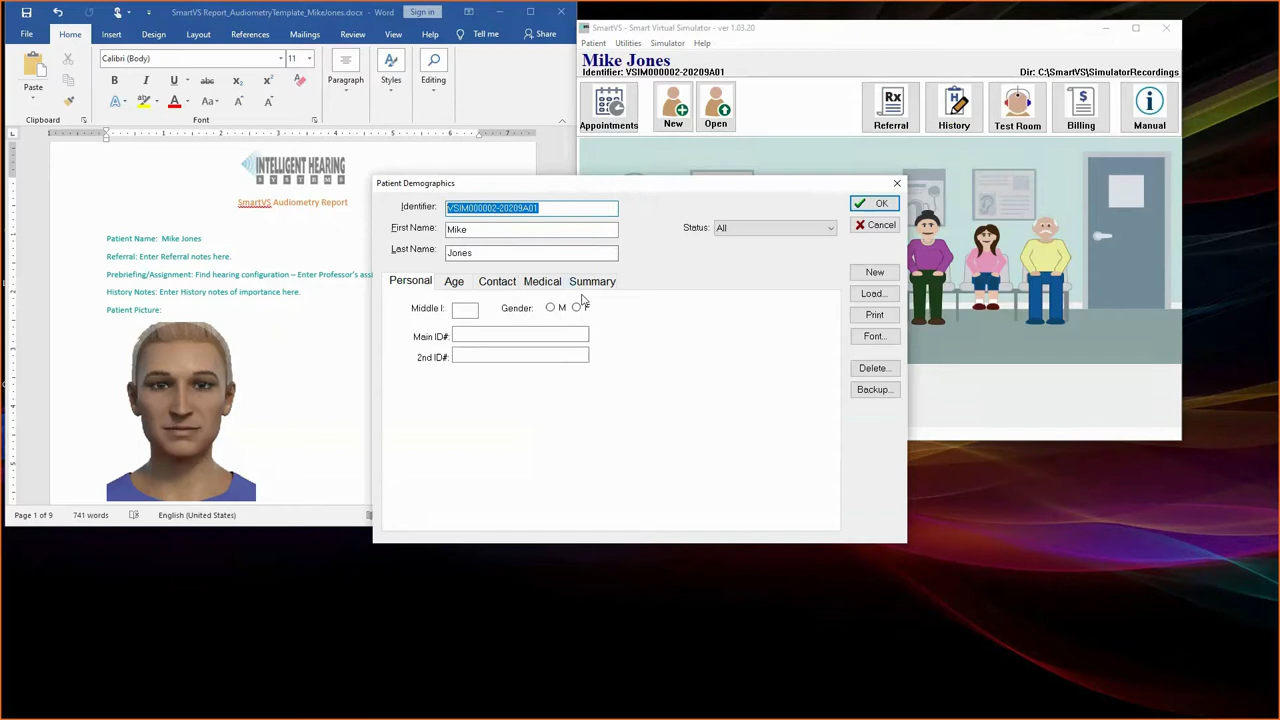 SmartVS Report_AudiometryTemplate_MikeJones.docx - Word
Sign in
File Home Insert Design Layout References Mailings Review View Help Tell me Share
Calibri (Body) 11
Paste
B I U abc x₂ x²
A A Aa A A
Paragraph
Styles
Editing
Clipboard
Font
INTELLIGENT HEARING
SYSTEMS
SmartVS Audiometry Report
Patient Name: Mike Jones
Referral: Enter Referral notes here.
Prebriefing/Assignment: Find hearing configuration – Enter Professor's assi
History Notes: Enter History notes of importance here.
Patient Picture:
Page 1 of 9 741 words English (United States)
SmartVS - Smart Virtual Simulator - ver 1.03.20
Patient Utilities Simulator Help
Mike Jones
Identifier: VSIM000002-20209A01 Dir: C:\SmartVS\SimulatorRecordings
Appointments New Open Rx Referral H History Test Room $ Billing i Manual
Patient Demographics
Identifier: VSIM000002-20209A01
First Name: Mike
Last Name: Jones
Status: All
OK
Cancel
Personal Age Contact Medical Summary
Middle I: Gender: M F
Main ID#:
2nd ID#:
New
Load...
Print
Font...
Delete...
Backup...